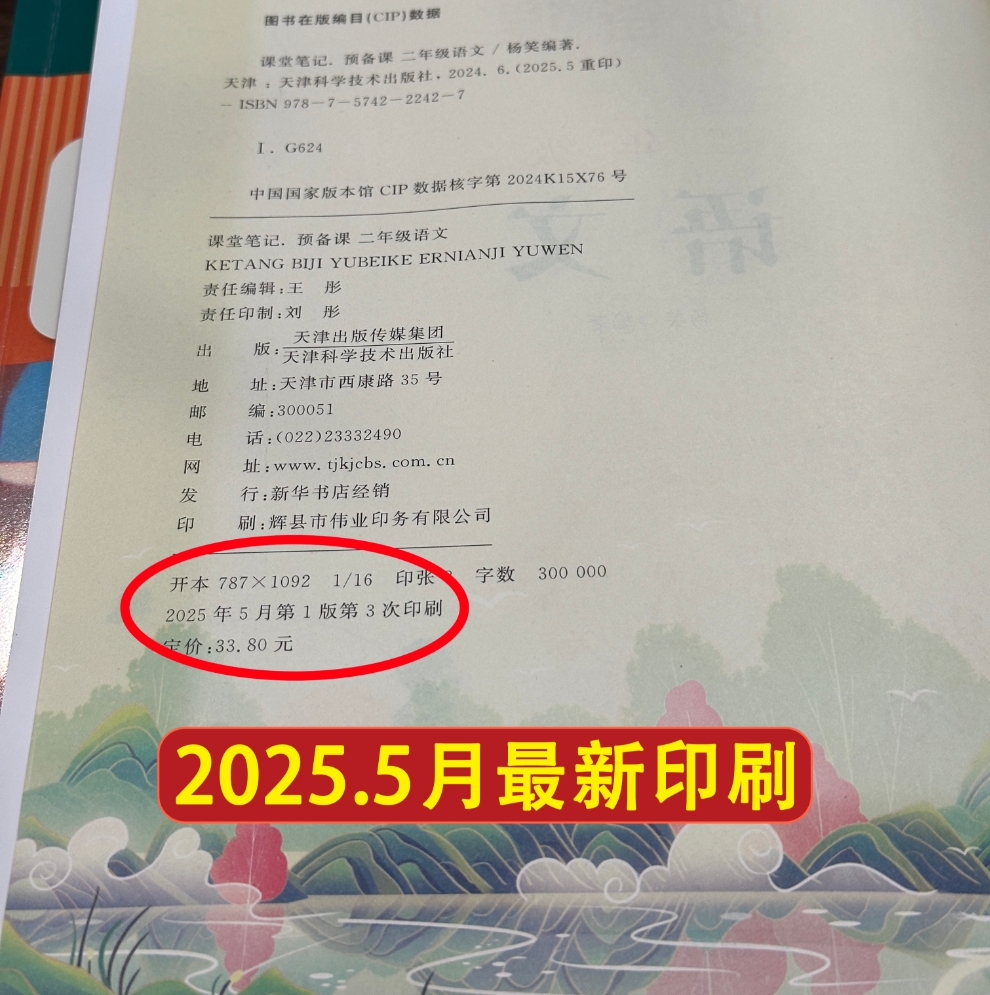 图书在版编目(CIP)数据
课堂笔记. 预备课 二年级语文 / 杨笑编著.
天津 : 天津科学技术出版社, 2024. 6. (2025. 5 重印)
- ISBN 978-7-5742-2242-7
Ⅰ. G624
中国国家版本馆 CIP 数据核字第 2024K15X76 号
课堂笔记. 预备课 二年级语文
KETANG BIJI YUBEIKE ERNIANJI YUWEN
责任编辑:王 彤
责任印制:刘 彤
出 版:天津出版传媒集团
天津科学技术出版社
地 址:天津市西康路 35 号
邮 编:300051
电 话:(022)23332490
网 址:www. tjkjcbs. com. cn
发 行:新华书店经销
印 刷:辉县市伟业印务有限公司
开本 787×1092 1/16 印张 字数 300 000
2025 年 5 月第 1 版第 3 次印刷
定价:33. 80 元
2025.5月最新印刷
语文